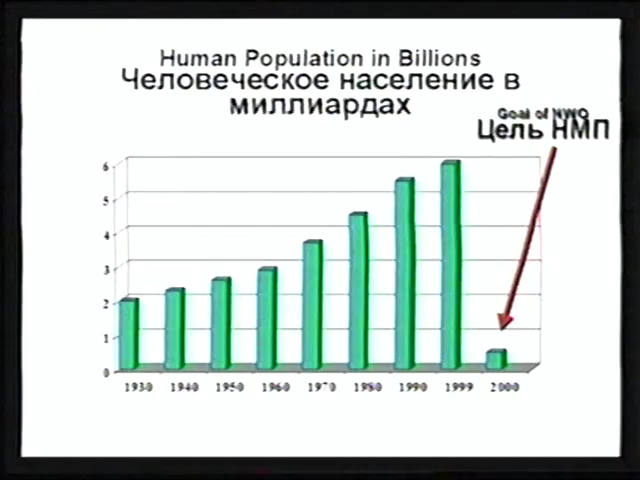 Human Population in Billions
Человеческое население в
миллиардах
Goal of NWO
Цель НМП
6
5
4
3
2
1
0
1930 1940 1950 1960 1970 1980 1990 1999 2000